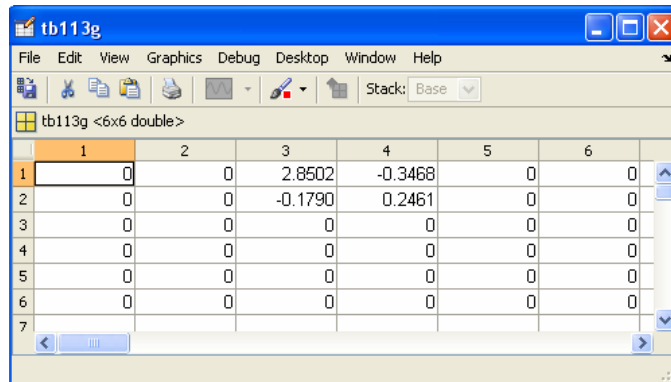 tb113g
File Edit View Graphics Debug Desktop Window Help
Stack: Base
tb113g <6x6 double>
1 2 3 4 5 6
1 0 0 2.8502 -0.3468 0 0
2 0 0 -0.1790 0.2461 0 0
3 0 0 0 0 0 0
4 0 0 0 0 0 0
5 0 0 0 0 0 0
6 0 0 0 0 0 0
7